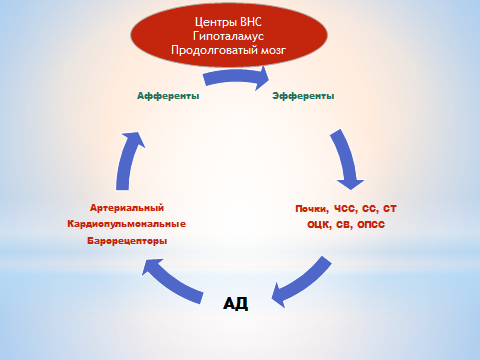 Центры ВНС
Гипоталамус
Продолговатый мозг
Афференты
Эфференты
Артериальный
Кардиопульмональные
Барорецепторы
Почки, ЧСС, СС, СТ
ОЦК, СВ, ОПСС
АД